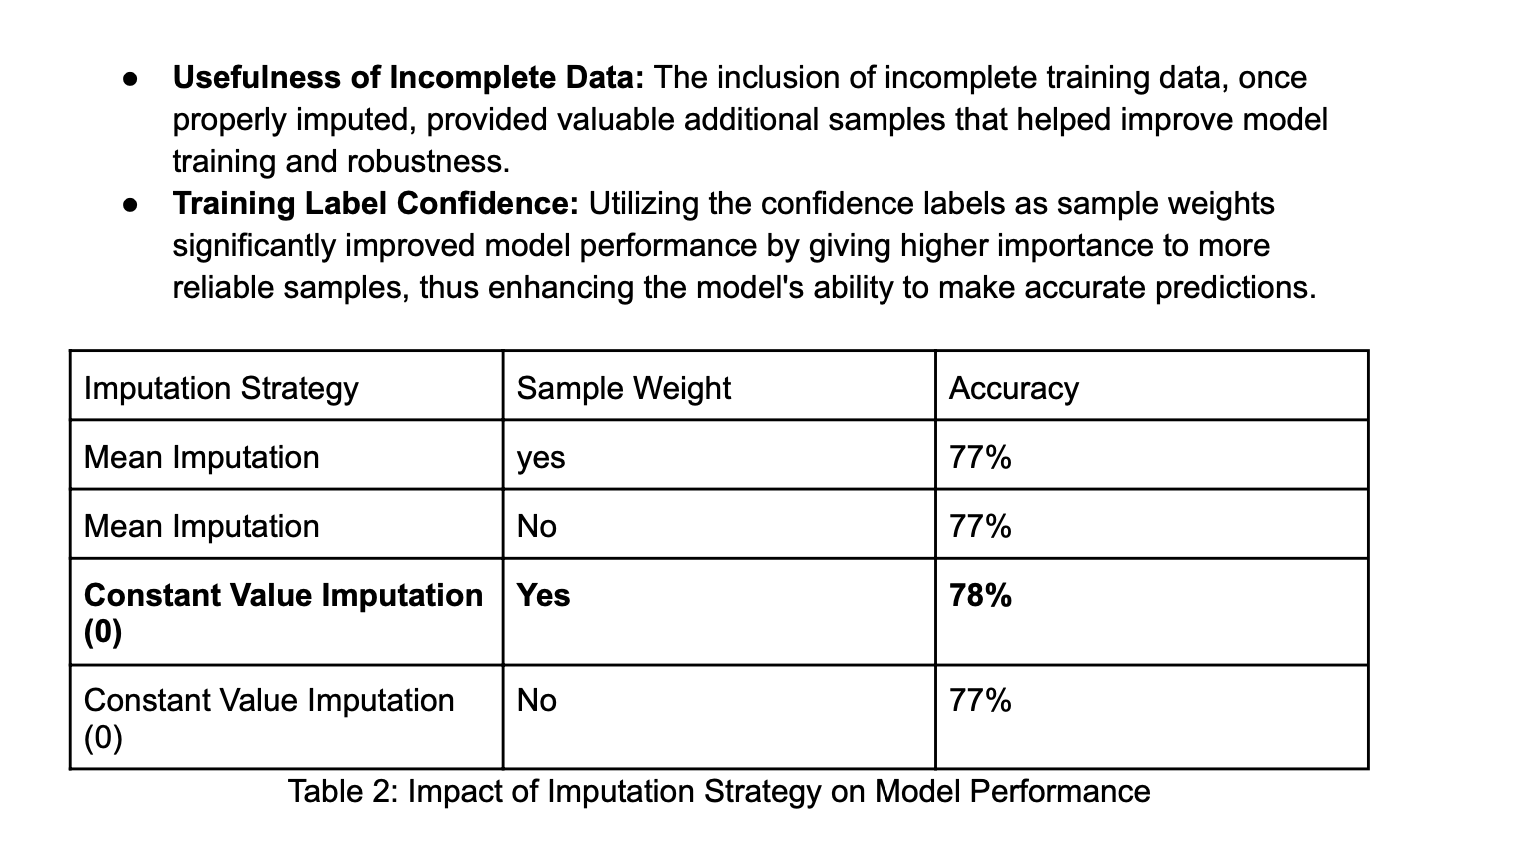 ● Usefulness of Incomplete Data: The inclusion of incomplete training data, once
properly imputed, provided valuable additional samples that helped improve model
training and robustness.
● Training Label Confidence: Utilizing the confidence labels as sample weights
significantly improved model performance by giving higher importance to more
reliable samples, thus enhancing the model's ability to make accurate predictions.
Imputation Strategy Sample Weight Accuracy
Mean Imputation yes 77%
Mean Imputation No 77%
Constant Value Imputation Yes 78%
(0)
Constant Value Imputation No 77%
(0)
Table 2: Impact of Imputation Strategy on Model Performance